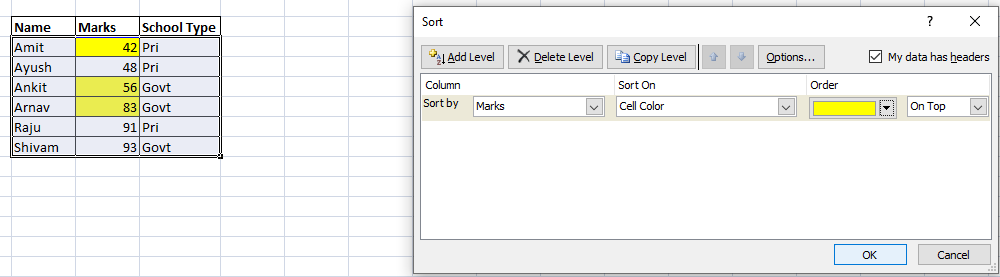 Name Marks School Type
Amit 42 Pri
Ayush 48 Pri
Ankit 56 Govt
Arnav 83 Govt
Raju 91 Pri
Shivam 93 Govt
Sort ?
Add Level Delete Level Copy Level Options... My data has headers
Column Sort On Order
Sort by Marks Cell Color On Top
OK Cancel